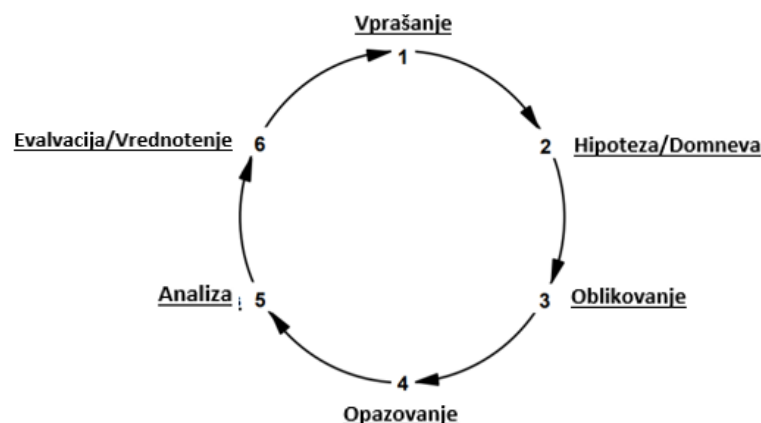 Vprašanje
1
Evalvacija/Vrednotenje 6
2 Hipoteza/Domneva
Analiza 5
3 Oblikovanje
4
Opazovanje